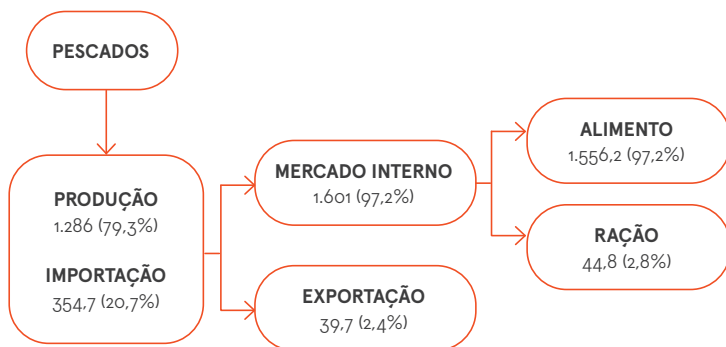 PESCADOS
PRODUÇÃO
1.286 (79,3%)
IMPORTAÇÃO
354,7 (20,7%)
MERCADO INTERNO
1.601 (97,2%)
EXPORTAÇÃO
39,7 (2,4%)
ALIMENTO
1.556,2 (97,2%)
RAÇÃO
44,8 (2,8%)